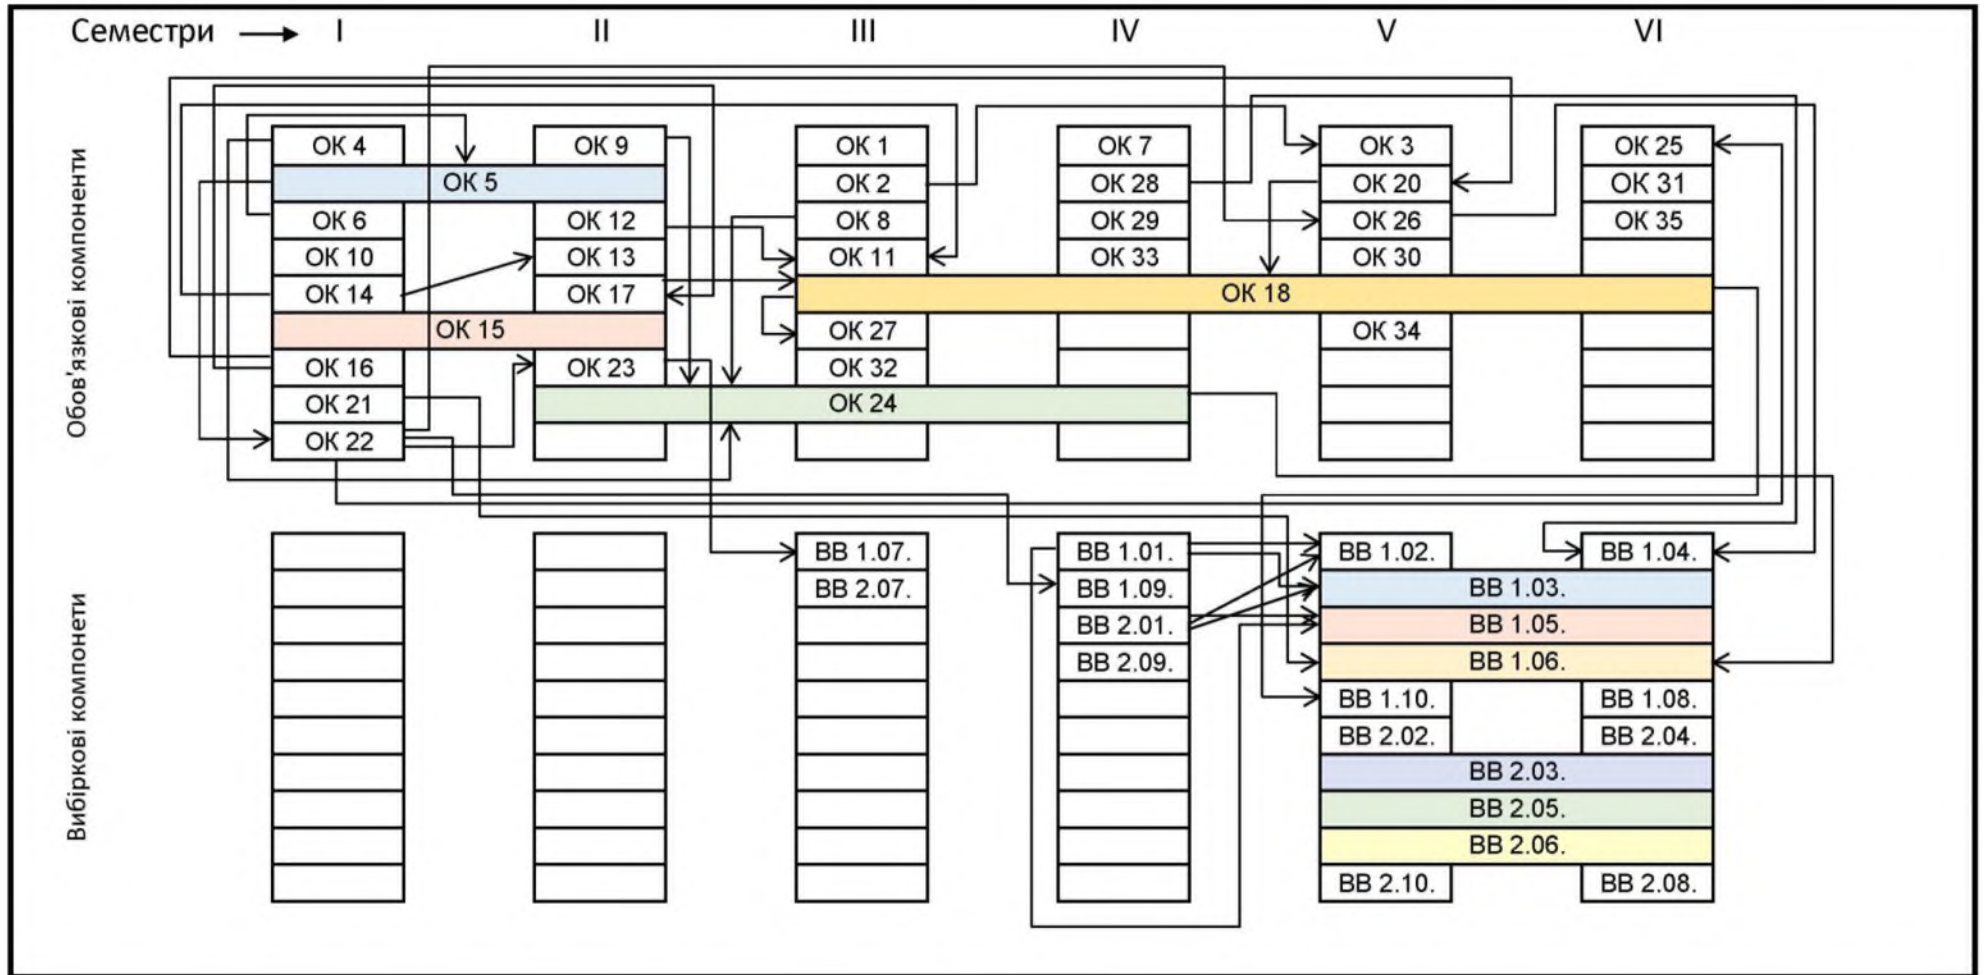 Семестри → I II III IV V VI
Обов'язкові компоненти
ОК 4 ОК 9 ОК 1 ОК 7 ОК 3 ОК 25
ОК 5 ОК 2 ОК 28 ОК 20 ОК 31
ОК 6 ОК 12 ОК 8 ОК 29 ОК 26 ОК 35
ОК 10 ОК 13 ОК 11 ОК 33 ОК 30
ОК 14 ОК 17 ОК 18
ОК 15 ОК 27 ОК 34
ОК 16 ОК 23 ОК 32
ОК 21 ОК 24
ОК 22
Вибіркові компонети
ВВ 1.07. ВВ 1.01. ВВ 1.02. ВВ 1.04.
ВВ 2.07. ВВ 1.09. ВВ 1.03.
ВВ 2.01. ВВ 1.05.
ВВ 2.09. ВВ 1.06.
ВВ 1.10. ВВ 1.08.
ВВ 2.02. ВВ 2.04.
ВВ 2.03.
ВВ 2.05.
ВВ 2.06.
ВВ 2.10. ВВ 2.08.